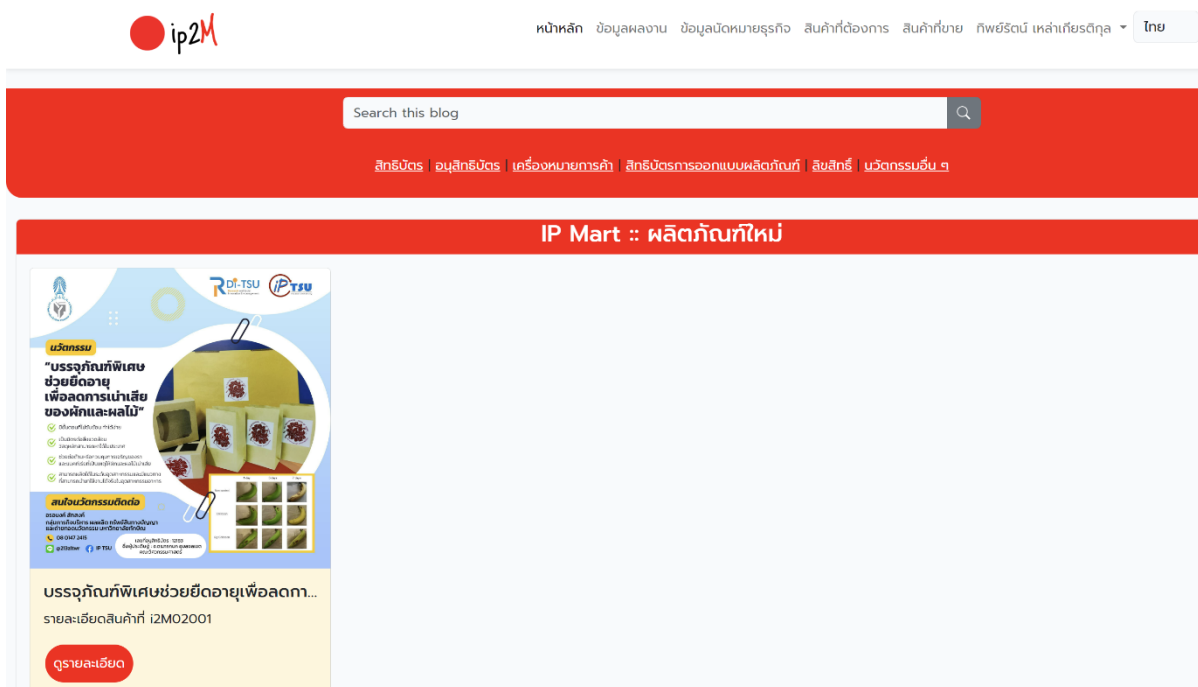 ip2M
หน้าหลัก ข้อมูลผลงาน ข้อมูลนัดหมายธุรกิจ สินค้าที่ต้องการ สินค้าที่ขาย ทิพย์รัตน์ เหล่าเกียรติกุล ไทย
Search this blog
สิทธิบัตร | อนุสิทธิบัตร | เครื่องหมายการค้า | สิทธิบัตรการออกแบบผลิตภัณฑ์ | ลิขสิทธิ์ | นวัตกรรมอื่น ๆ
IP Mart :: ผลิตภัณฑ์ใหม่
RDI-TSU iP TSU
นวัตกรรม
"บรรจุภัณฑ์พิเศษ
ช่วยยืดอายุ
เพื่อลดการเน่าเสีย
ของผักและผลไม้"
สนใจนวัตกรรมติดต่อ
08 0147 2415
IP TSU
บรรจุภัณฑ์พิเศษช่วยยืดอายุเพื่อลดกา...
รายละเอียดสินค้าที่ i2M02001
ดูรายละเอียด